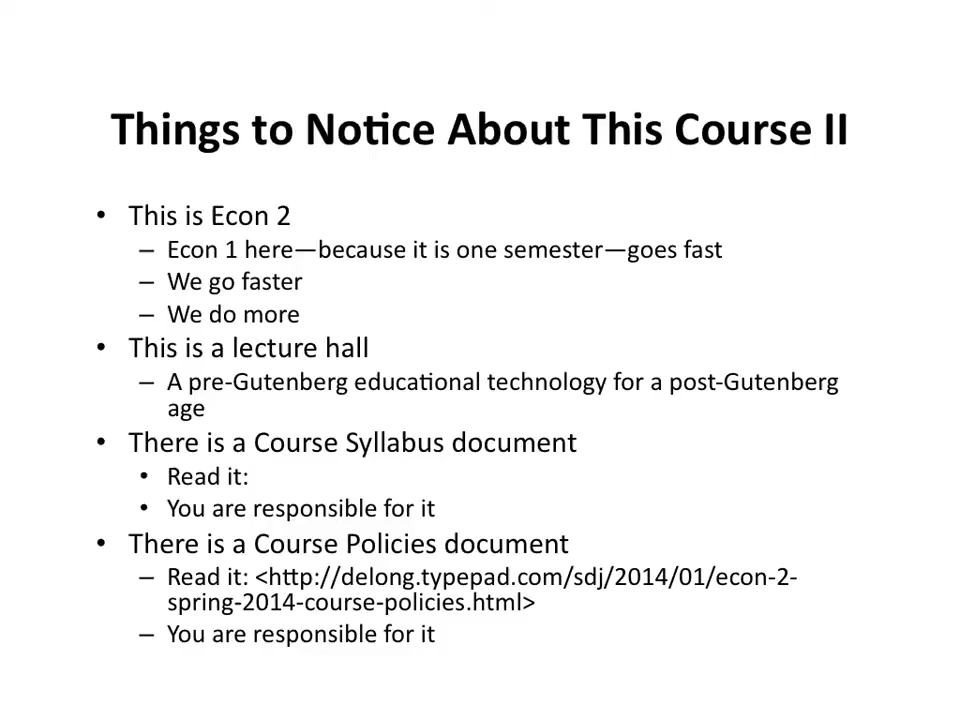 Things to Notice About This Course II
• This is Econ 2
– Econ 1 here—because it is one semester—goes fast
– We go faster
– We do more
• This is a lecture hall
– A pre-Gutenberg educational technology for a post-Gutenberg
age
• There is a Course Syllabus document
• Read it:
• You are responsible for it
• There is a Course Policies document
– Read it: <http://delong.typepad.com/sdj/2014/01/econ-2-
spring-2014-course-policies.html>
– You are responsible for it